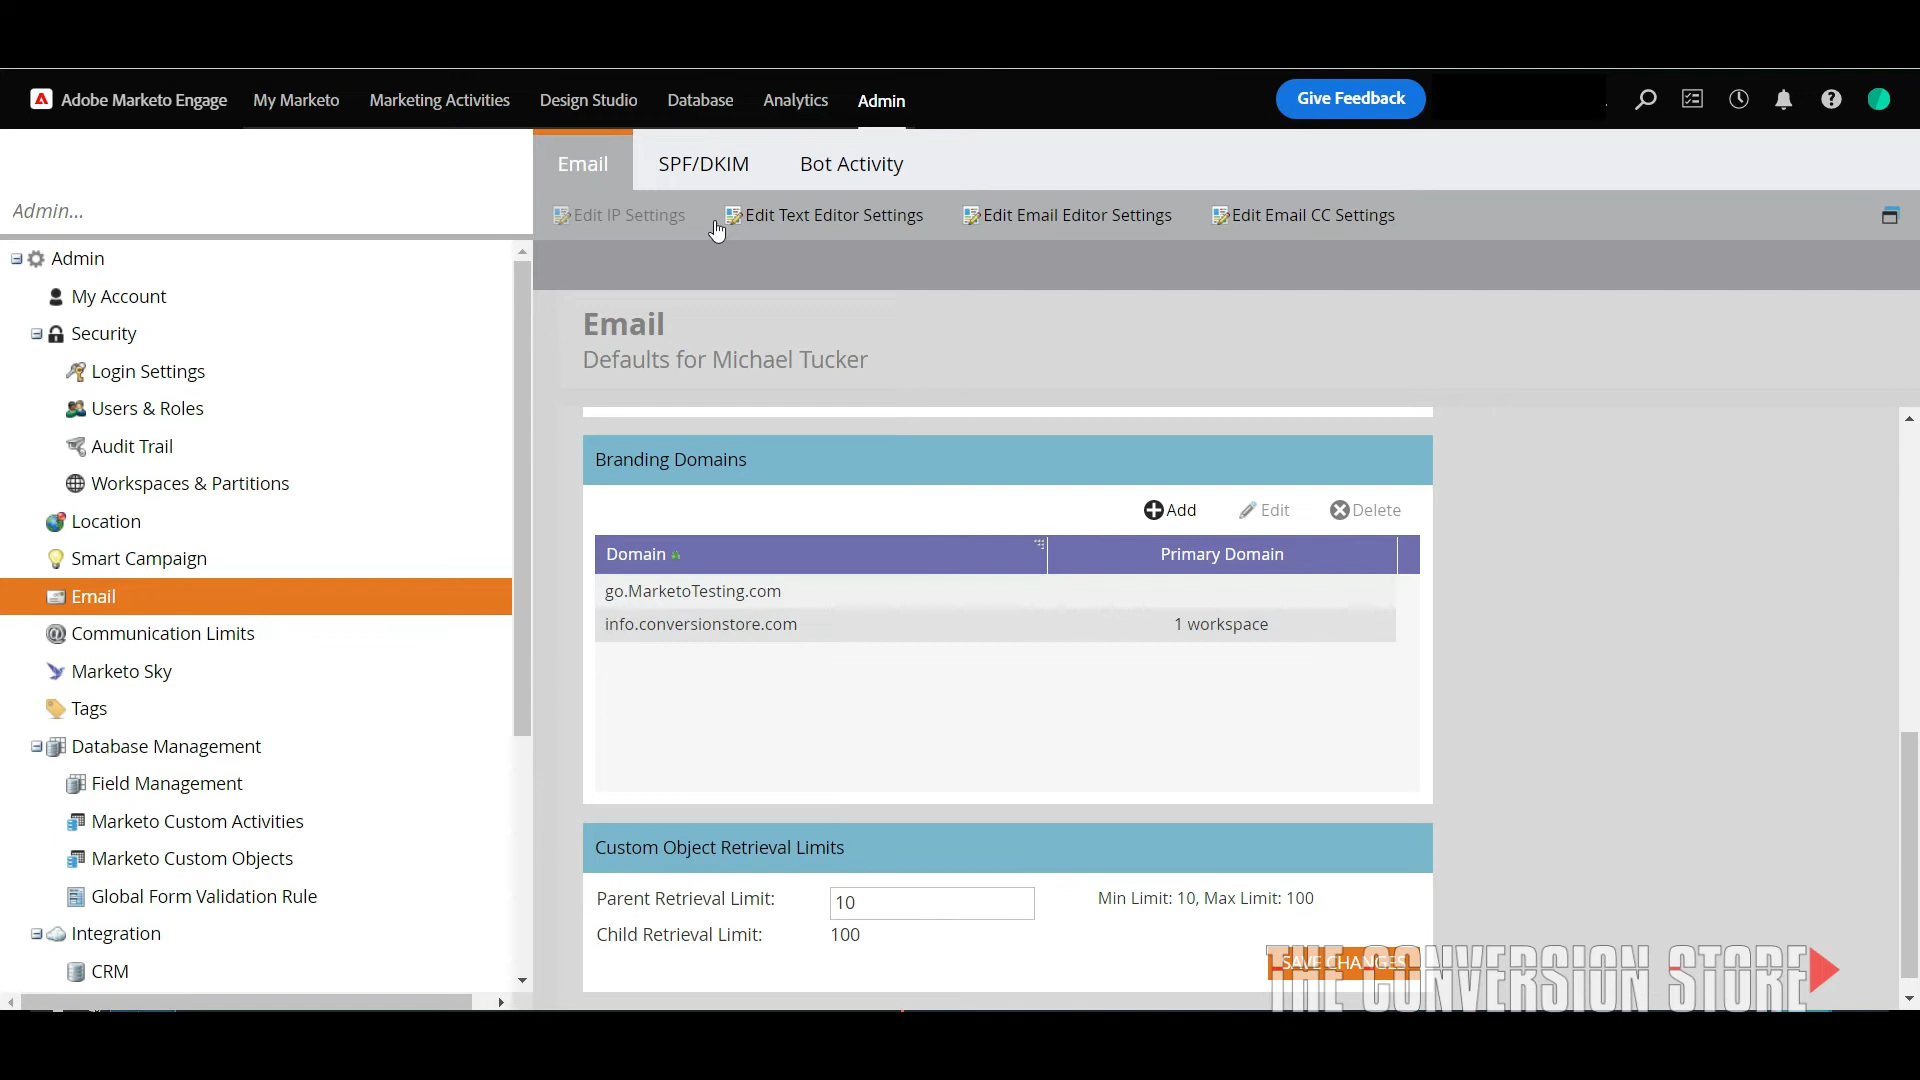 Adobe Marketo Engage My Marketo Marketing Activities Design Studio Database Analytics Admin Give Feedback
Email SPF/DKIM Bot Activity
Admin...
Edit IP Settings Edit Text Editor Settings Edit Email Editor Settings Edit Email CC Settings
Admin
My Account
Security
Login Settings
Users & Roles
Audit Trail
Workspaces & Partitions
Location
Smart Campaign
Email
Communication Limits
Marketo Sky
Tags
Database Management
Field Management
Marketo Custom Activities
Marketo Custom Objects
Global Form Validation Rule
Integration
CRM
Email
Defaults for Michael Tucker
Branding Domains
Add Edit Delete
Domain Primary Domain
go.MarketoTesting.com
info.conversionstore.com 1 workspace
Custom Object Retrieval Limits
Parent Retrieval Limit: 10 Min Limit: 10, Max Limit: 100
Child Retrieval Limit: 100
SAVE CHANGES
THE CONVERSION STORE